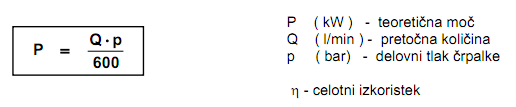 P = Q · p / 600
P ( kW ) - teoretična moč
Q ( l/min ) - pretočna količina
p ( bar) - delovni tlak črpalke
η - celotni izkoristek